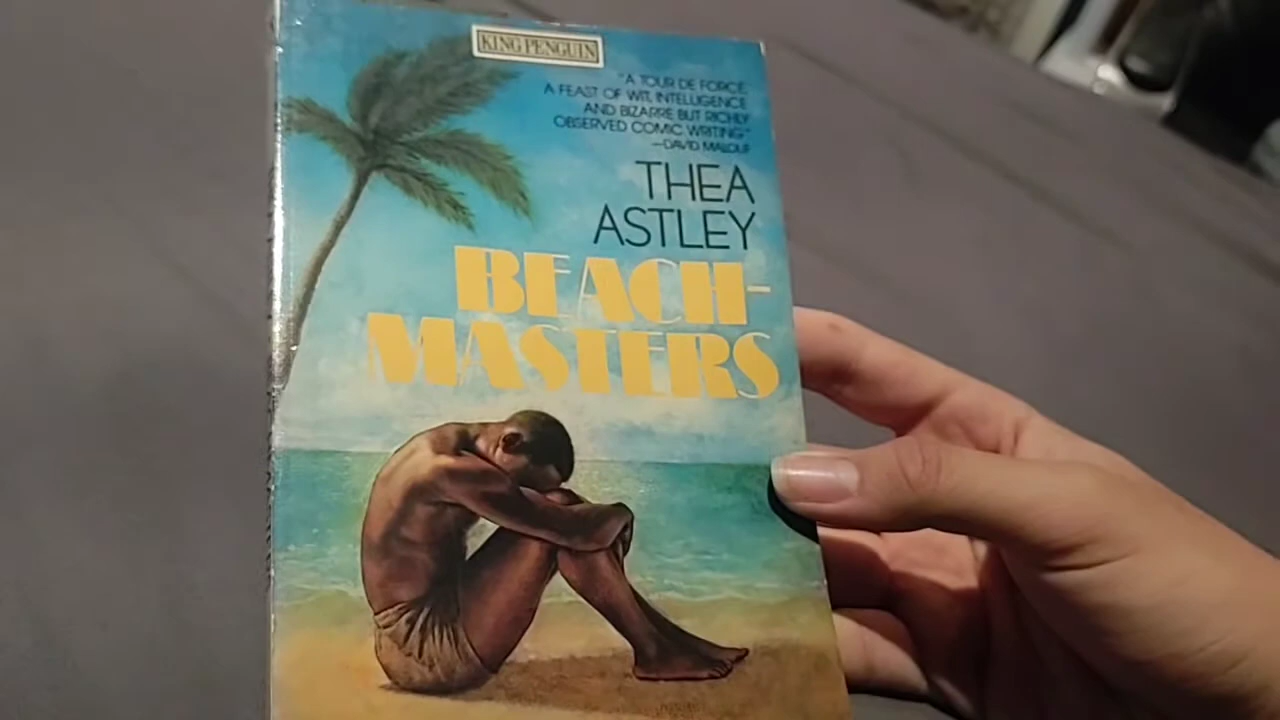 KING PENGUIN
"A TOUR DE FORCE,
A FEAST OF WIT, INTELLIGENCE
AND BIZARRE BUT RICHLY
OBSERVED COMIC WRITING"
—DAVID MALOUF
THEA
ASTLEY
BEACH-
MASTERS